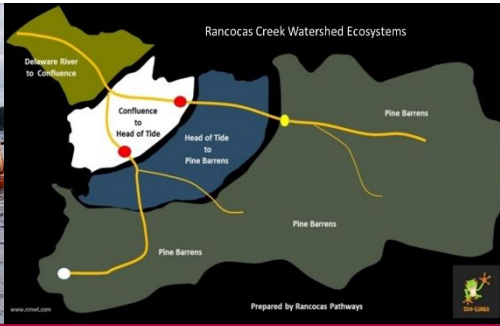 Rancocas Creek Watershed Ecosystems
Delaware River
to Confluence
Confluence
to
Head of Tide
Head of Tide
to
Pine Barrens
Pine Barrens
Pine Barrens
Pine Barrens
www.rcnwt.com
Prepared by Rancocas Pathways